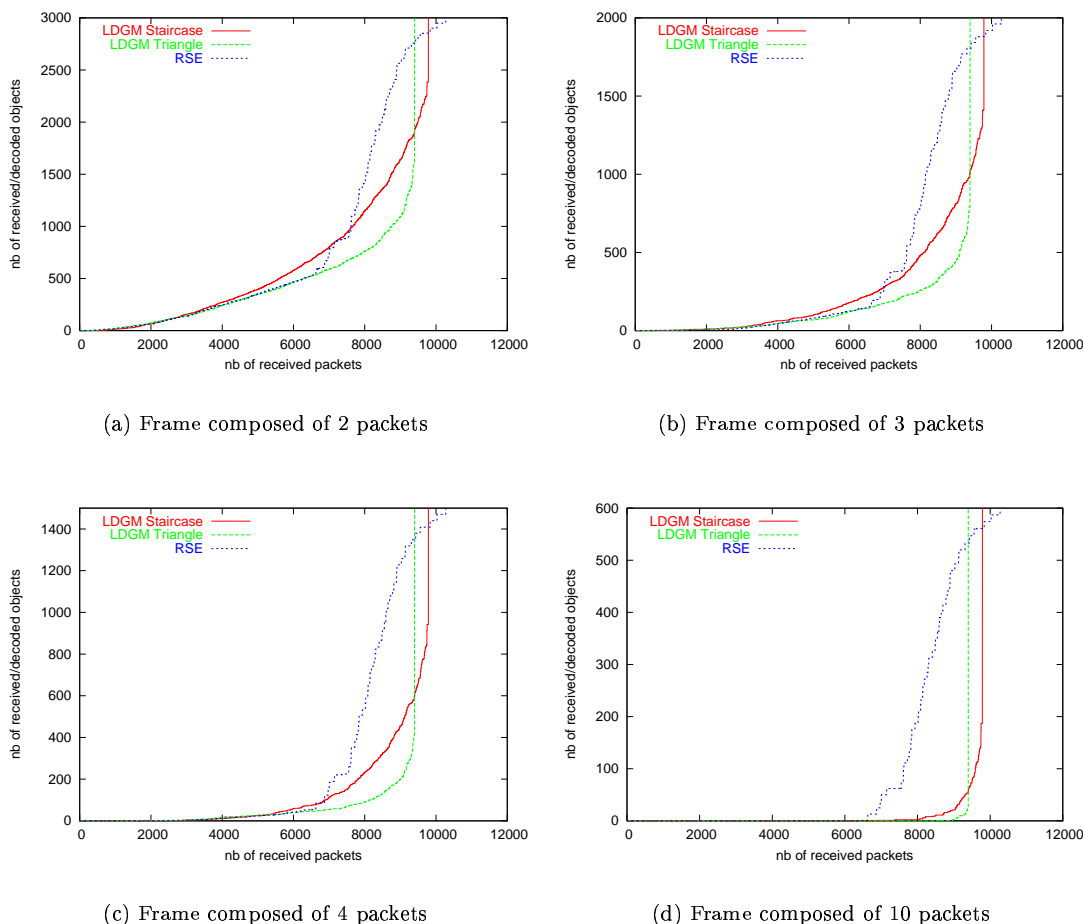 LDGM Staircase
LDGM Triangle
RSE
3000
2500
2000
1500
1000
500
0
nb of received/decoded objects
0 2000 4000 6000 8000 10000 12000
nb of received packets
(a) Frame composed of 2 packets
LDGM Staircase
LDGM Triangle
RSE
2000
1500
1000
500
0
nb of received/decoded objects
0 2000 4000 6000 8000 10000 12000
nb of received packets
(b) Frame composed of 3 packets
LDGM Staircase
LDGM Triangle
RSE
1400
1200
1000
800
600
400
200
0
nb of received/decoded objects
0 2000 4000 6000 8000 10000 12000
nb of received packets
(c) Frame composed of 4 packets
LDGM Staircase
LDGM Triangle
RSE
600
500
400
300
200
100
0
nb of received/decoded objects
0 2000 4000 6000 8000 10000 12000
nb of received packets
(d) Frame composed of 10 packets